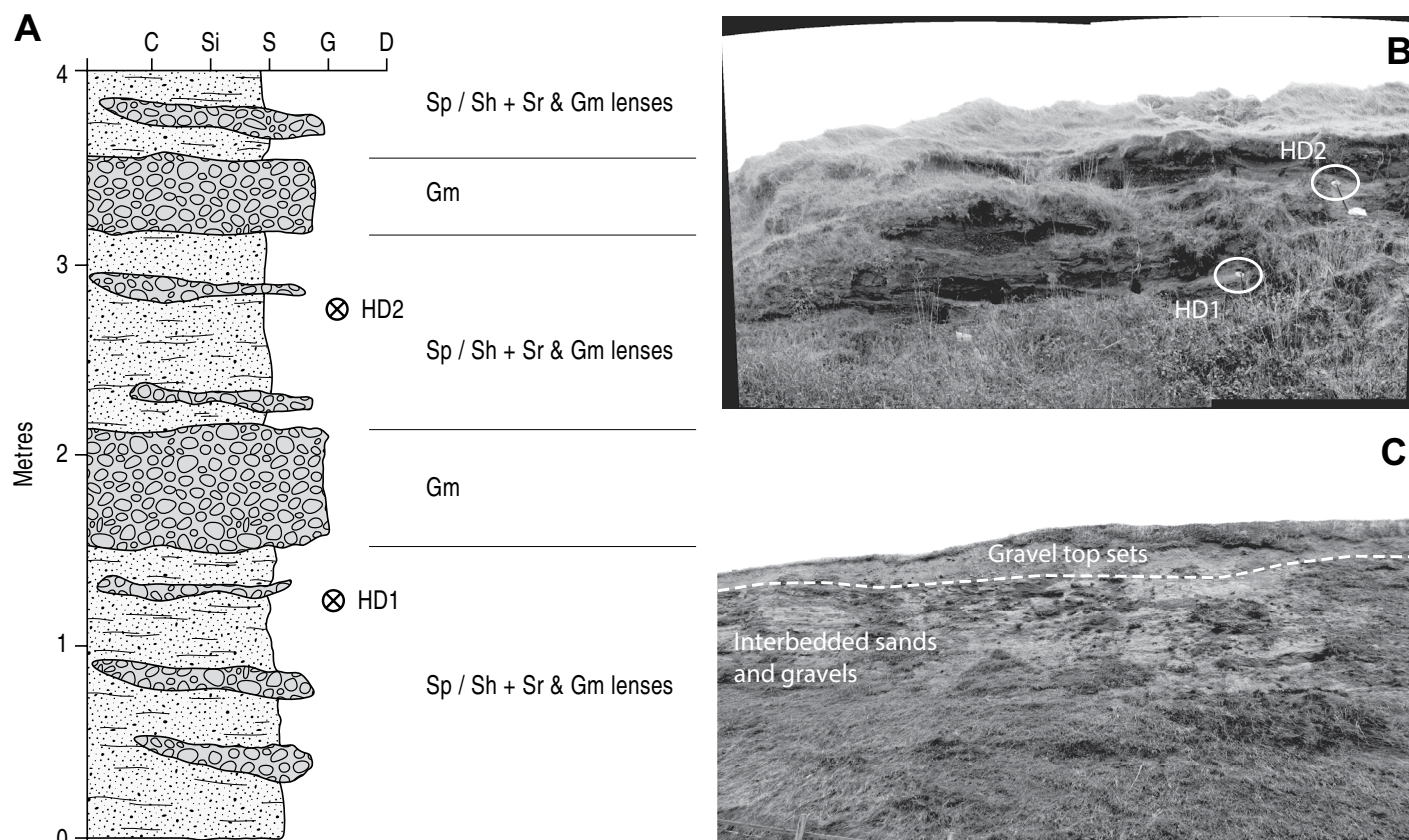 A
C Si S G D
4
Sp / Sh + Sr & Gm lenses
Gm
3
HD2
Sp / Sh + Sr & Gm lenses
Metres
2
Gm
HD1
1
Sp / Sh + Sr & Gm lenses
0
B
HD2
HD1
C
Gravel top sets
Interbedded sands
and gravels